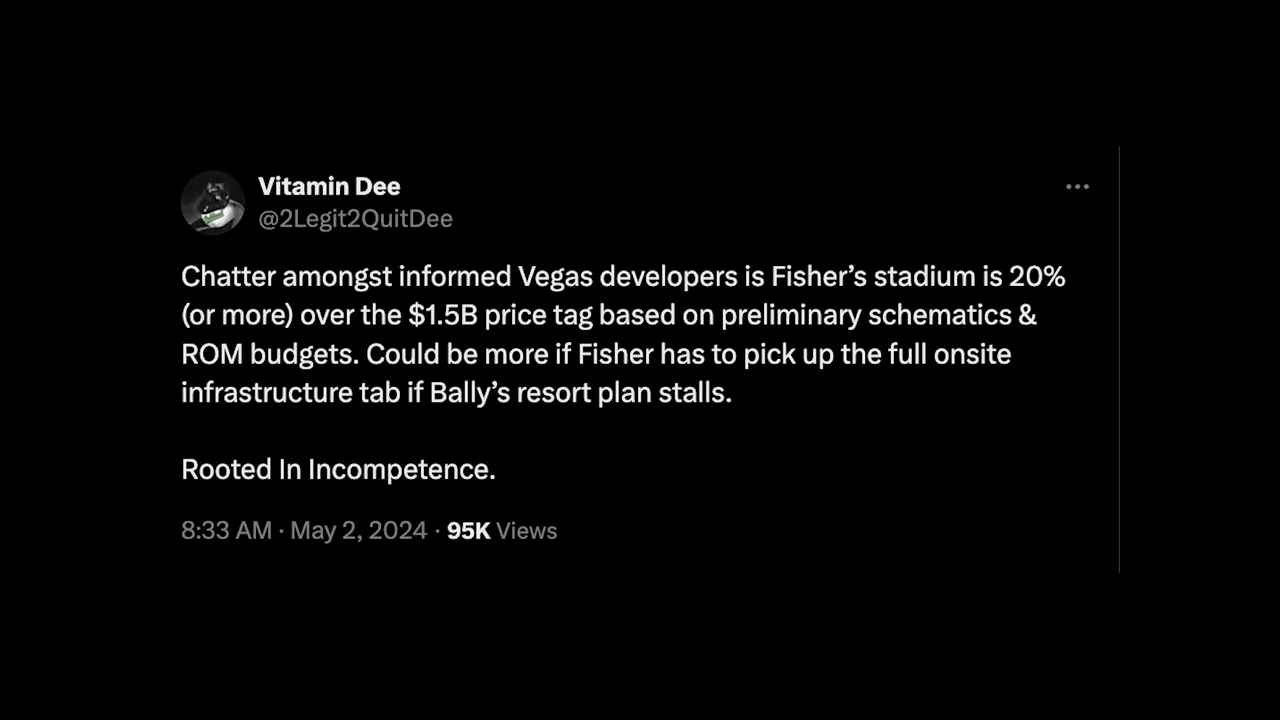 Vitamin Dee
@2Legit2QuitDee
Chatter amongst informed Vegas developers is Fisher’s stadium is 20%
(or more) over the $1.5B price tag based on preliminary schematics &
ROM budgets. Could be more if Fisher has to pick up the full onsite
infrastructure tab if Bally’s resort plan stalls.
Rooted In Incompetence.
8:33 AM · May 2, 2024 · 95K Views